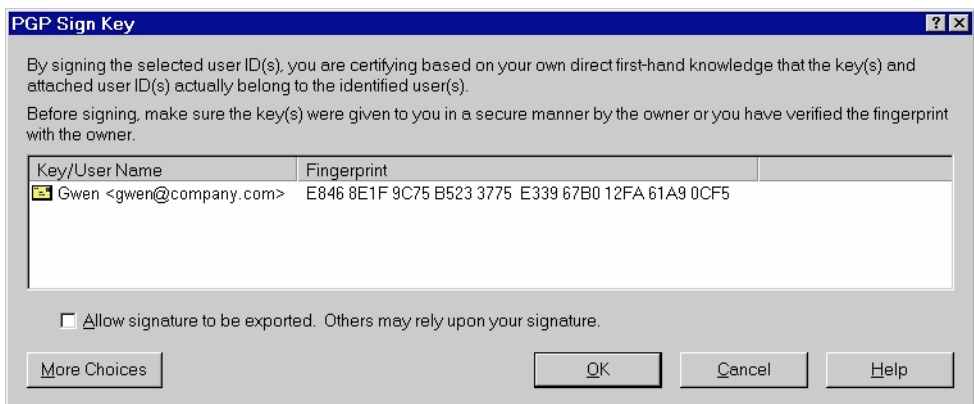 PGP Sign Key
By signing the selected user ID(s), you are certifying based on your own direct first-hand knowledge that the key(s) and
attached user ID(s) actually belong to the identified user(s).
Before signing, make sure the key(s) were given to you in a secure manner by the owner or you have verified the fingerprint
with the owner.
Key/User Name Fingerprint
Gwen <gwen@company.com> E846 8E1F 9C75 B523 3775 E339 67B0 12FA 61A9 0CF5
Allow signature to be exported. Others may rely upon your signature.
More Choices OK Cancel Help